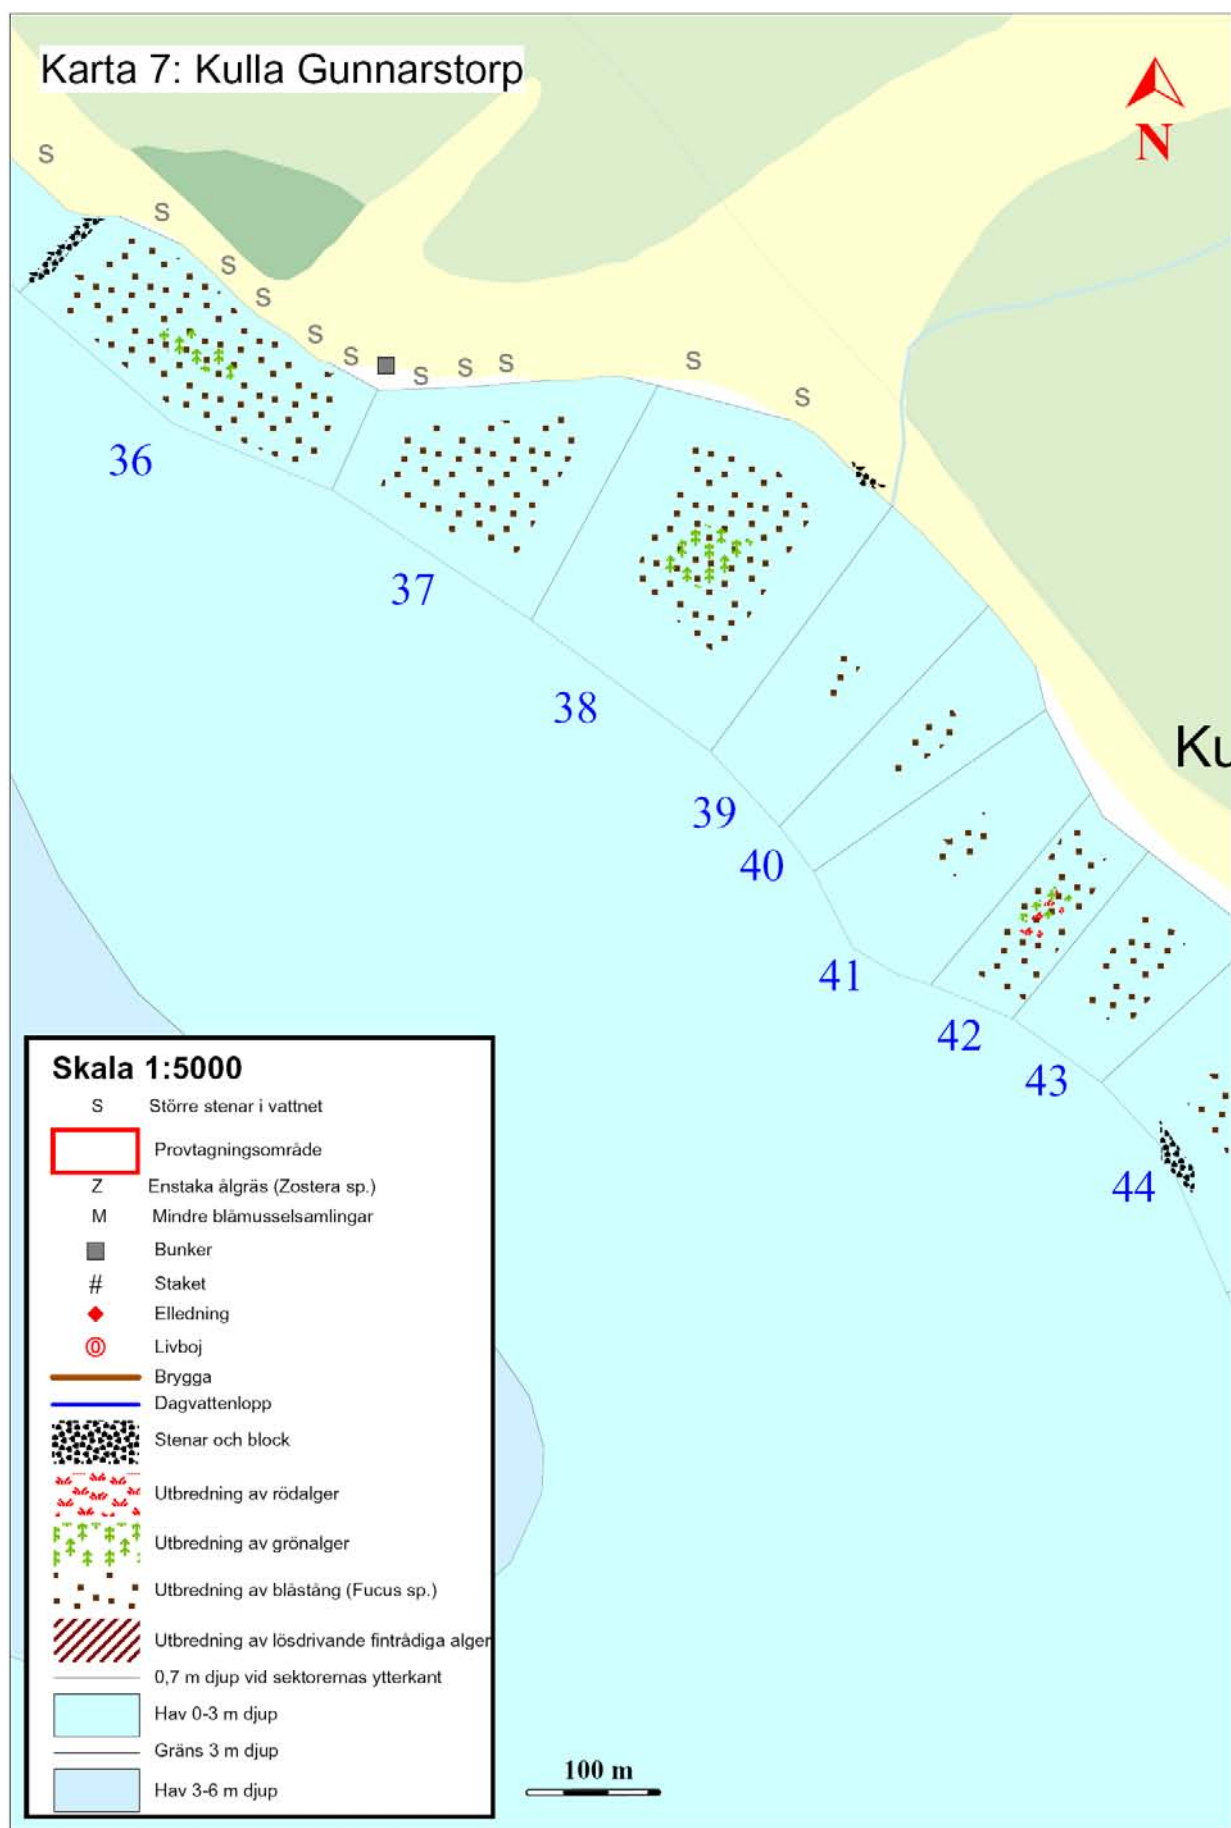 Karta 7: Kulla Gunnarstorp
N
S
S
S
S
S
S
S
S
S
S
S
36
37
38
Ku
39
40
41
42
43
44
Skala 1:5000
S Större stenar i vattnet
Provtagningsområde
Z Enstaka ålgräs (Zostera sp.)
M Mindre blåmusselsamlingar
Bunker
# Staket
Elledning
Livboj
Brygga
Dagvattenlopp
Stenar och block
Utbredning av rödalger
Utbredning av grönalger
Utbredning av blåstång (Fucus sp.)
Utbredning av lösdrivande fintrådiga alger
0,7 m djup vid sektorernas ytterkant
Hav 0-3 m djup
Gräns 3 m djup
Hav 3-6 m djup
100 m